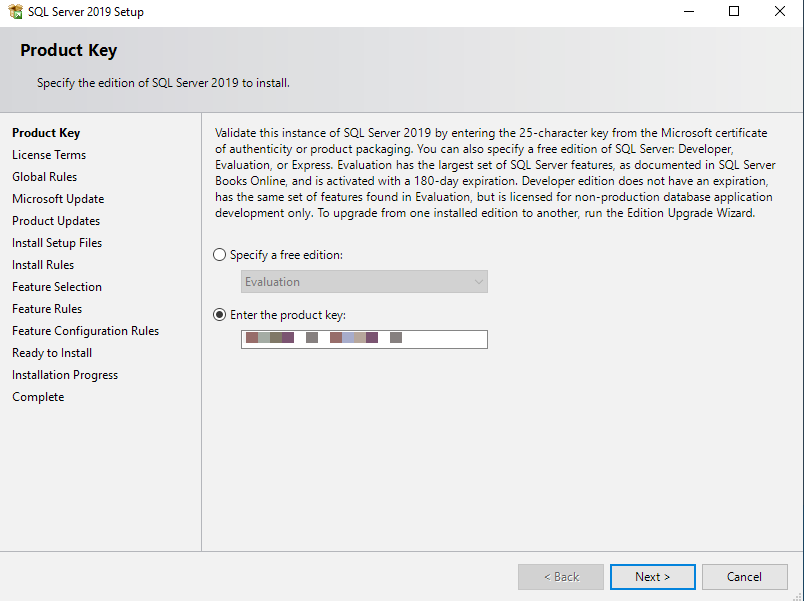 SQL Server 2019 Setup
Product Key
Specify the edition of SQL Server 2019 to install.
Product Key
License Terms
Global Rules
Microsoft Update
Product Updates
Install Setup Files
Install Rules
Feature Selection
Feature Rules
Feature Configuration Rules
Ready to Install
Installation Progress
Complete
Validate this instance of SQL Server 2019 by entering the 25-character key from the Microsoft certificate
of authenticity or product packaging. You can also specify a free edition of SQL Server: Developer,
Evaluation, or Express. Evaluation has the largest set of SQL Server features, as documented in SQL Server
Books Online, and is activated with a 180-day expiration. Developer edition does not have an expiration,
has the same set of features found in Evaluation, but is licensed for non-production database application
development only. To upgrade from one installed edition to another, run the Edition Upgrade Wizard.
Specify a free edition:
Evaluation
Enter the product key:
< Back
Next >
Cancel